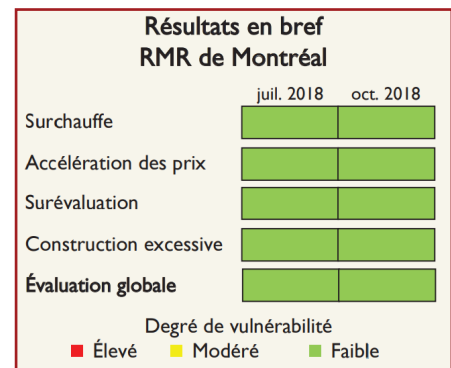 Résultats en bref
RMR de Montréal
juil. 2018 oct. 2018
Surchauffe
Accélération des prix
Surévaluation
Construction excessive
Évaluation globale
Degré de vulnérabilité
Élevé Modéré Faible